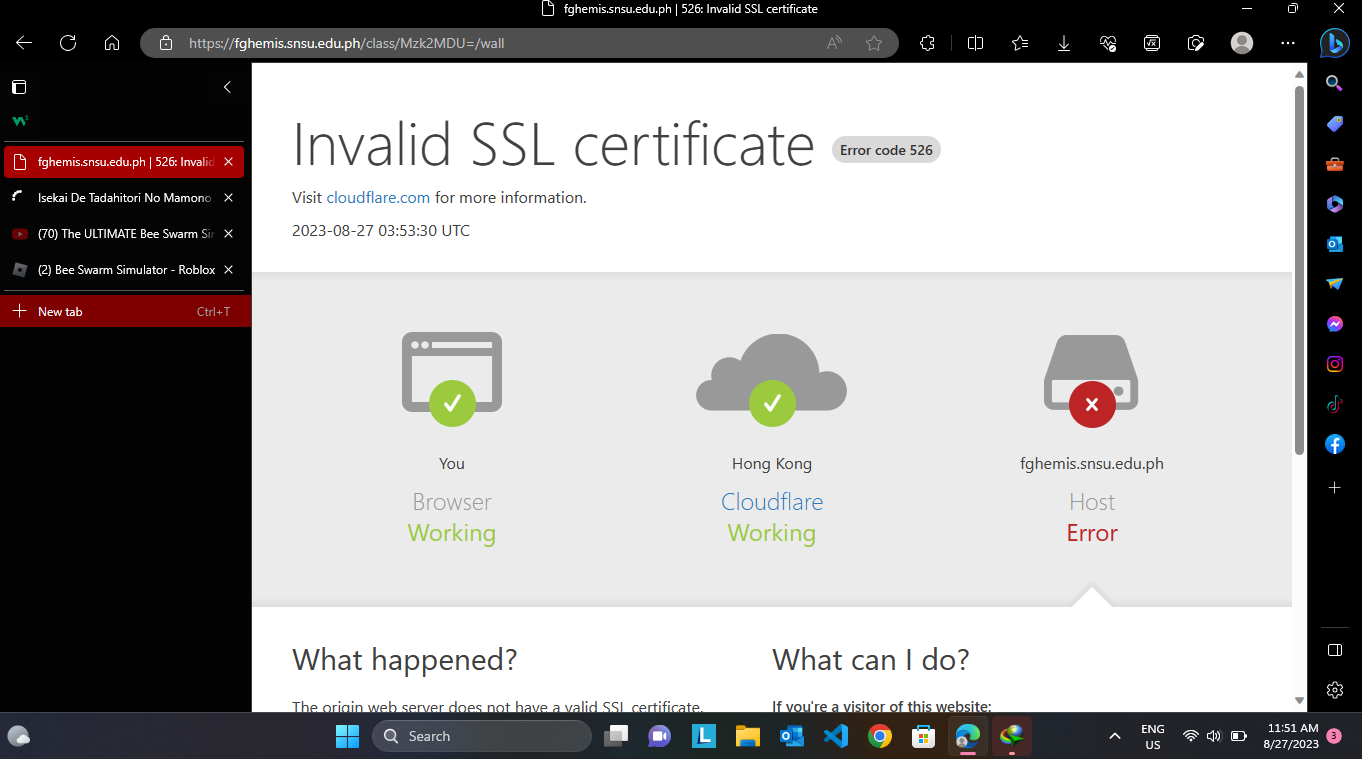 fghemis.snsu.edu.ph | 526: Invalid SSL certificate
https://fghemis.snsu.edu.ph/class/Mzk2MDU=/wall
fghemis.snsu.edu.ph | 526: Invalid
Isekai De Tadahitori No Mamono
(70) The ULTIMATE Bee Swarm Sir
(2) Bee Swarm Simulator - Roblox
New tab Ctrl+T
Invalid SSL certificate Error code 526
Visit cloudflare.com for more information.
2023-08-27 03:53:30 UTC
You
Browser
Working
Hong Kong
Cloudflare
Working
fghemis.snsu.edu.ph
Host
Error
What happened?
The origin web server does not have a valid SSL certificate.
What can I do?
If you're a visitor of this website:
Search
ENG
US
11:51 AM
8/27/2023
3